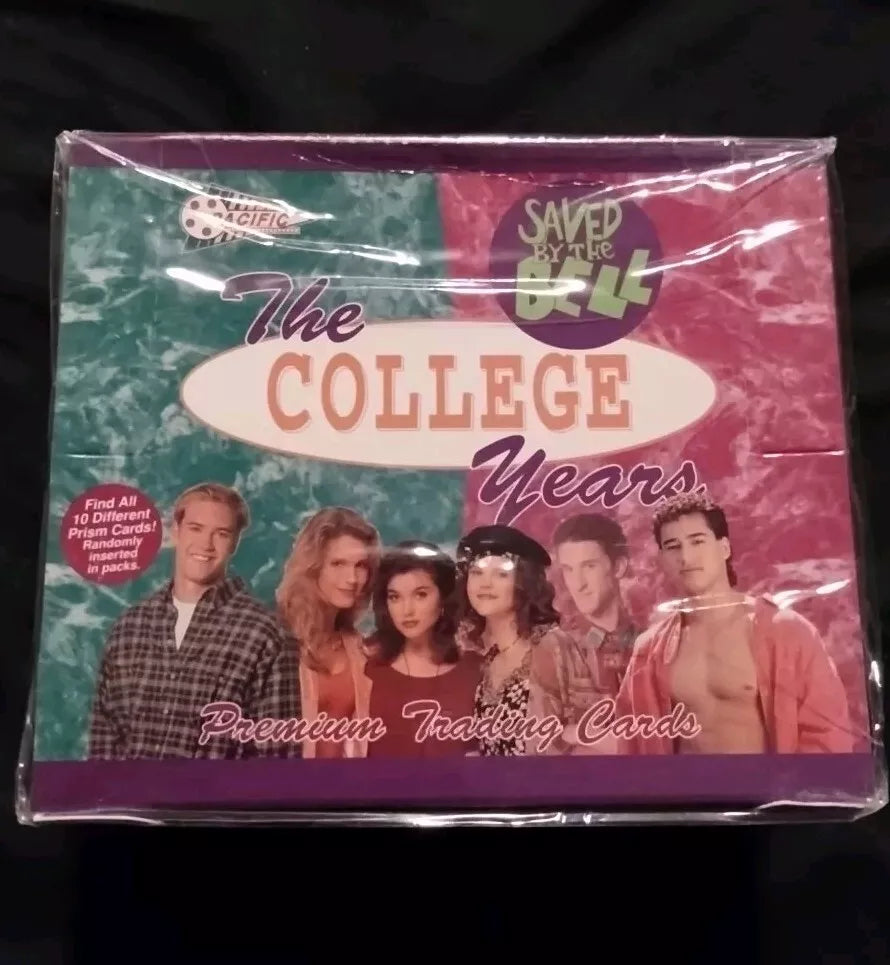 PACIFIC
SAVED
BY THE
BELL
The
COLLEGE
Years
Find All
10 Different
Prism Cards!
Randomly
inserted
in packs.
Premium Trading Cards